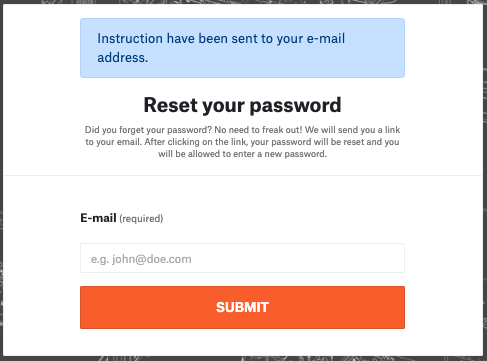 Instruction have been sent to your e-mail
address.
Reset your password
Did you forget your password? No need to freak out! We will send you a link
to your email. After clicking on the link, your password will be reset and you
will be allowed to enter a new password.
E-mail (required)
e.g. john@doe.com
SUBMIT